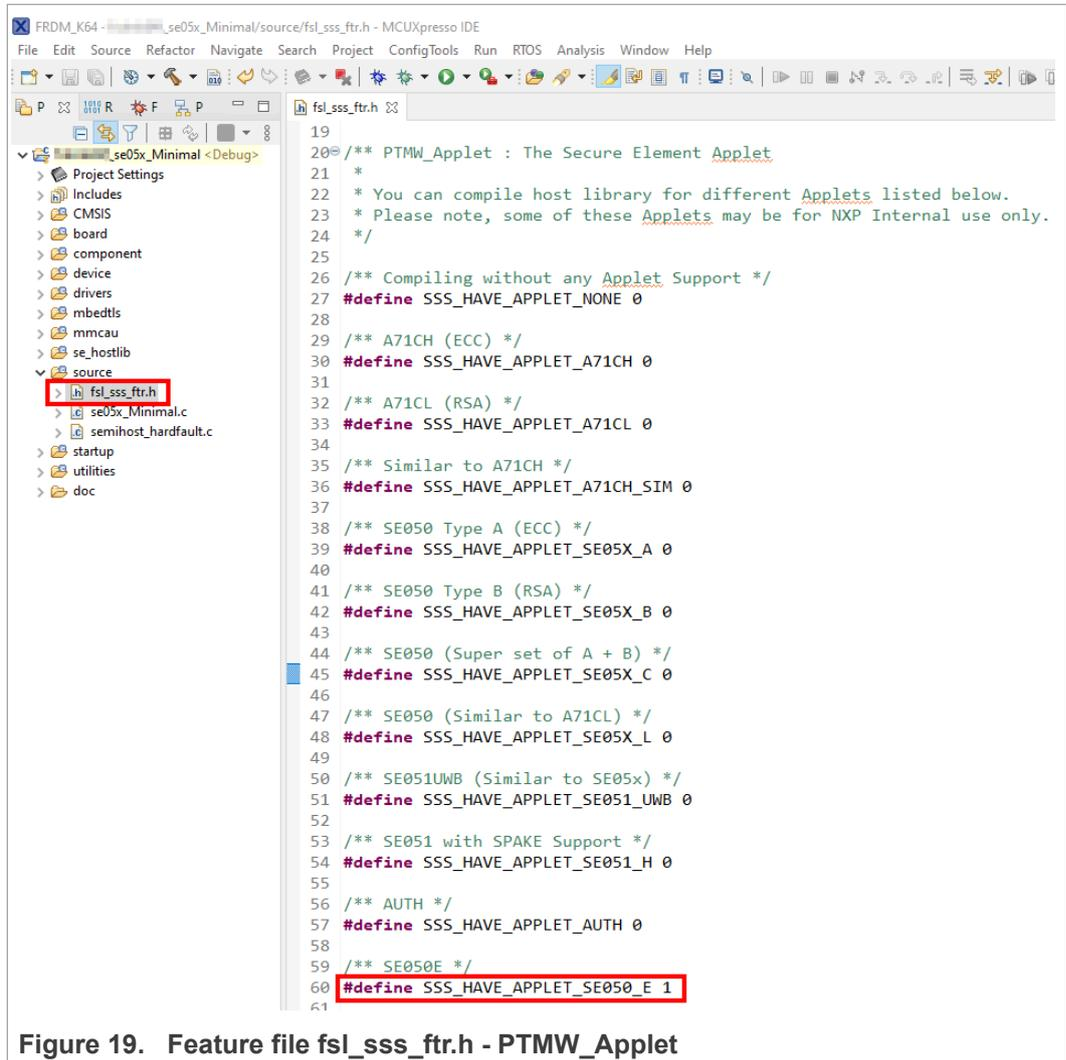 FRDM_K64 - _se05x_Minimal/source/fsl_sss_ftr.h - MCUXpresso IDE
File Edit Source Refactor Navigate Search Project ConfigTools Run RTOS Analysis Window Help
P R F P
fsl_sss_ftr.h
_se05x_Minimal <Debug>
Project Settings
Includes
CMSIS
board
component
device
drivers
mbedtls
mmcau
se_hostlib
source
fsl_sss_ftr.h
se05x_Minimal.c
semihost_hardfault.c
startup
utilities
doc
19
20 /** PTMW_Applet : The Secure Element Applet
21 *
22 * You can compile host library for different Applets listed below.
23 * Please note, some of these Applets may be for NXP Internal use only.
24 */
25
26 /** Compiling without any Applet Support */
27 #define SSS_HAVE_APPLET_NONE 0
28
29 /** A71CH (ECC) */
30 #define SSS_HAVE_APPLET_A71CH 0
31
32 /** A71CL (RSA) */
33 #define SSS_HAVE_APPLET_A71CL 0
34
35 /** Similar to A71CH */
36 #define SSS_HAVE_APPLET_A71CH_SIM 0
37
38 /** SE050 Type A (ECC) */
39 #define SSS_HAVE_APPLET_SE05X_A 0
40
41 /** SE050 Type B (RSA) */
42 #define SSS_HAVE_APPLET_SE05X_B 0
43
44 /** SE050 (Super set of A + B) */
45 #define SSS_HAVE_APPLET_SE05X_C 0
46
47 /** SE050 (Similar to A71CL) */
48 #define SSS_HAVE_APPLET_SE05X_L 0
49
50 /** SE051UWB (Similar to SE05x) */
51 #define SSS_HAVE_APPLET_SE051_UWB 0
52
53 /** SE051 with SPAKE Support */
54 #define SSS_HAVE_APPLET_SE051_H 0
55
56 /** AUTH */
57 #define SSS_HAVE_APPLET_AUTH 0
58
59 /** SE050E */
60 #define SSS_HAVE_APPLET_SE050_E 1
61
Figure 19. Feature file fsl_sss_ftr.h - PTMW_Applet